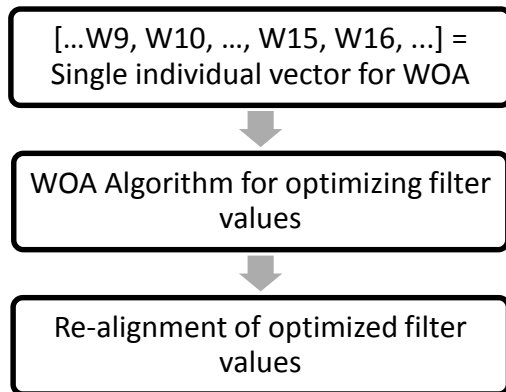 [...W9, W10, ..., W15, W16, ...] =
Single individual vector for WOA
WOA Algorithm for optimizing filter
values
Re-alignment of optimized filter
values